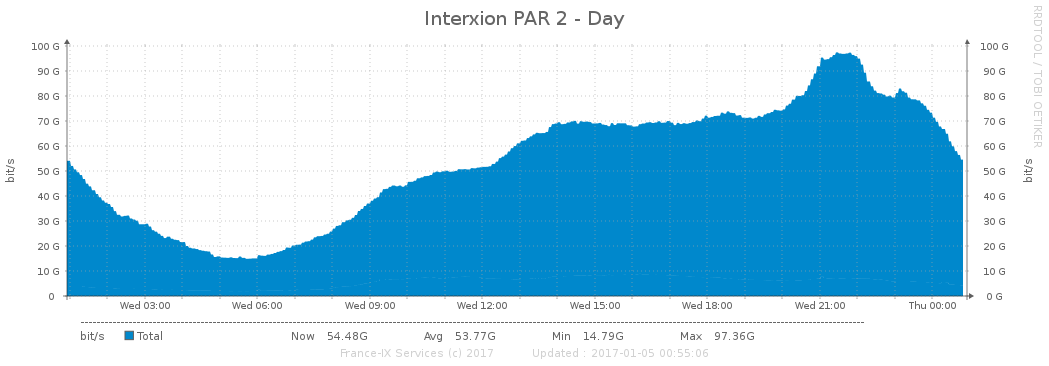 Interxion PAR 2 - Day
RRDTOOL / TOBI OETIKER
bit/s
100 G 100 G
90 G 90 G
80 G 80 G
70 G 70 G
60 G 60 G
50 G 50 G
40 G 40 G
30 G 30 G
20 G 20 G
10 G 10 G
0 0 G
bit/s
Wed 03:00 Wed 06:00 Wed 09:00 Wed 12:00 Wed 15:00 Wed 18:00 Wed 21:00 Thu 00:00
bit/s Total Now 54.48G Avg 53.77G Min 14.79G Max 97.36G
France-IX Services (c) 2017 Updated : 2017-01-05 00:55:06